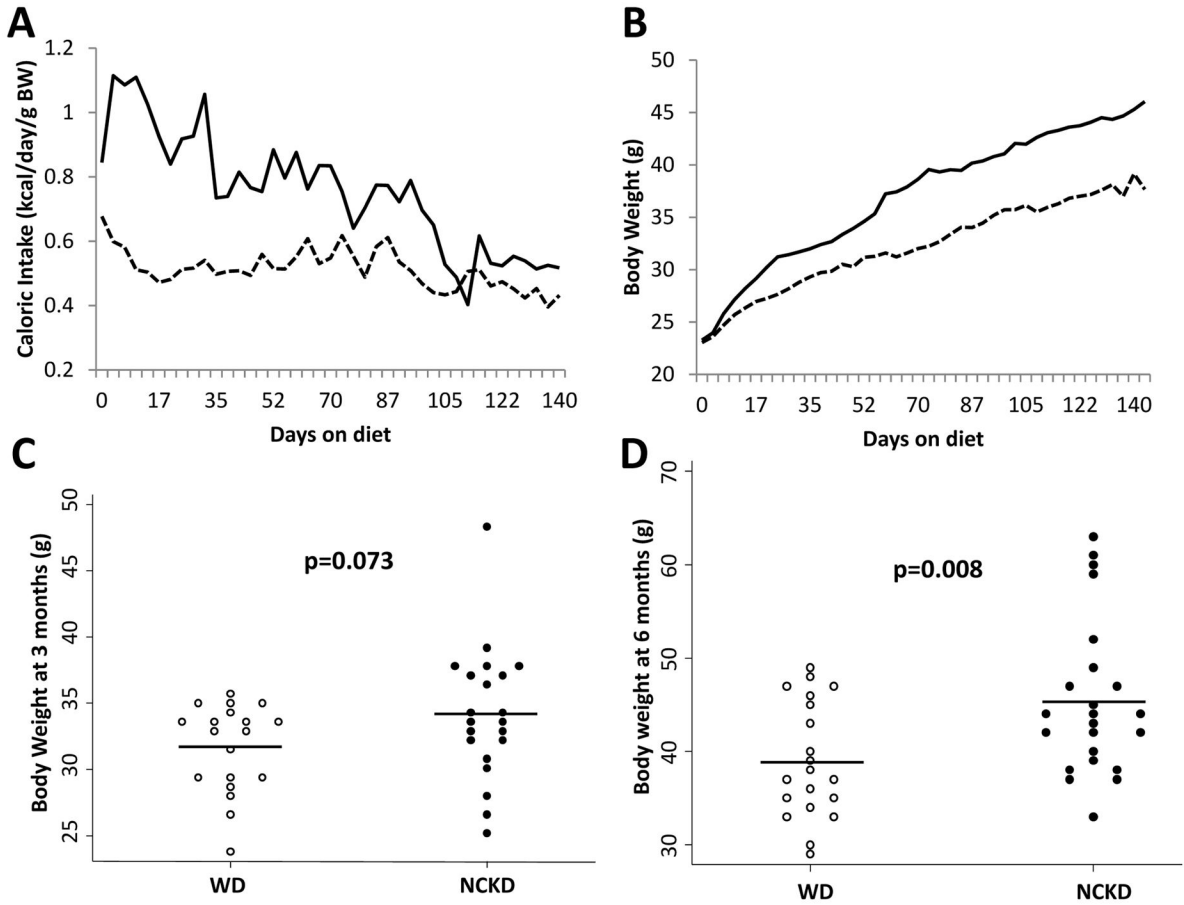 A
Caloric Intake (kcal/day/g BW)
1.2
1
0.8
0.6
0.4
0.2
0 17 35 52 70 87 105 122 140
Days on diet
B
Body Weight (g)
50
45
40
35
30
25
20
0 17 35 52 70 87 105 122 140
Days on diet
C
Body Weight at 3 months (g)
50
45
40
35
30
25
p=0.073
WD NCKD
D
Body weight at 6 months (g)
70
60
50
40
30
p=0.008
WD NCKD